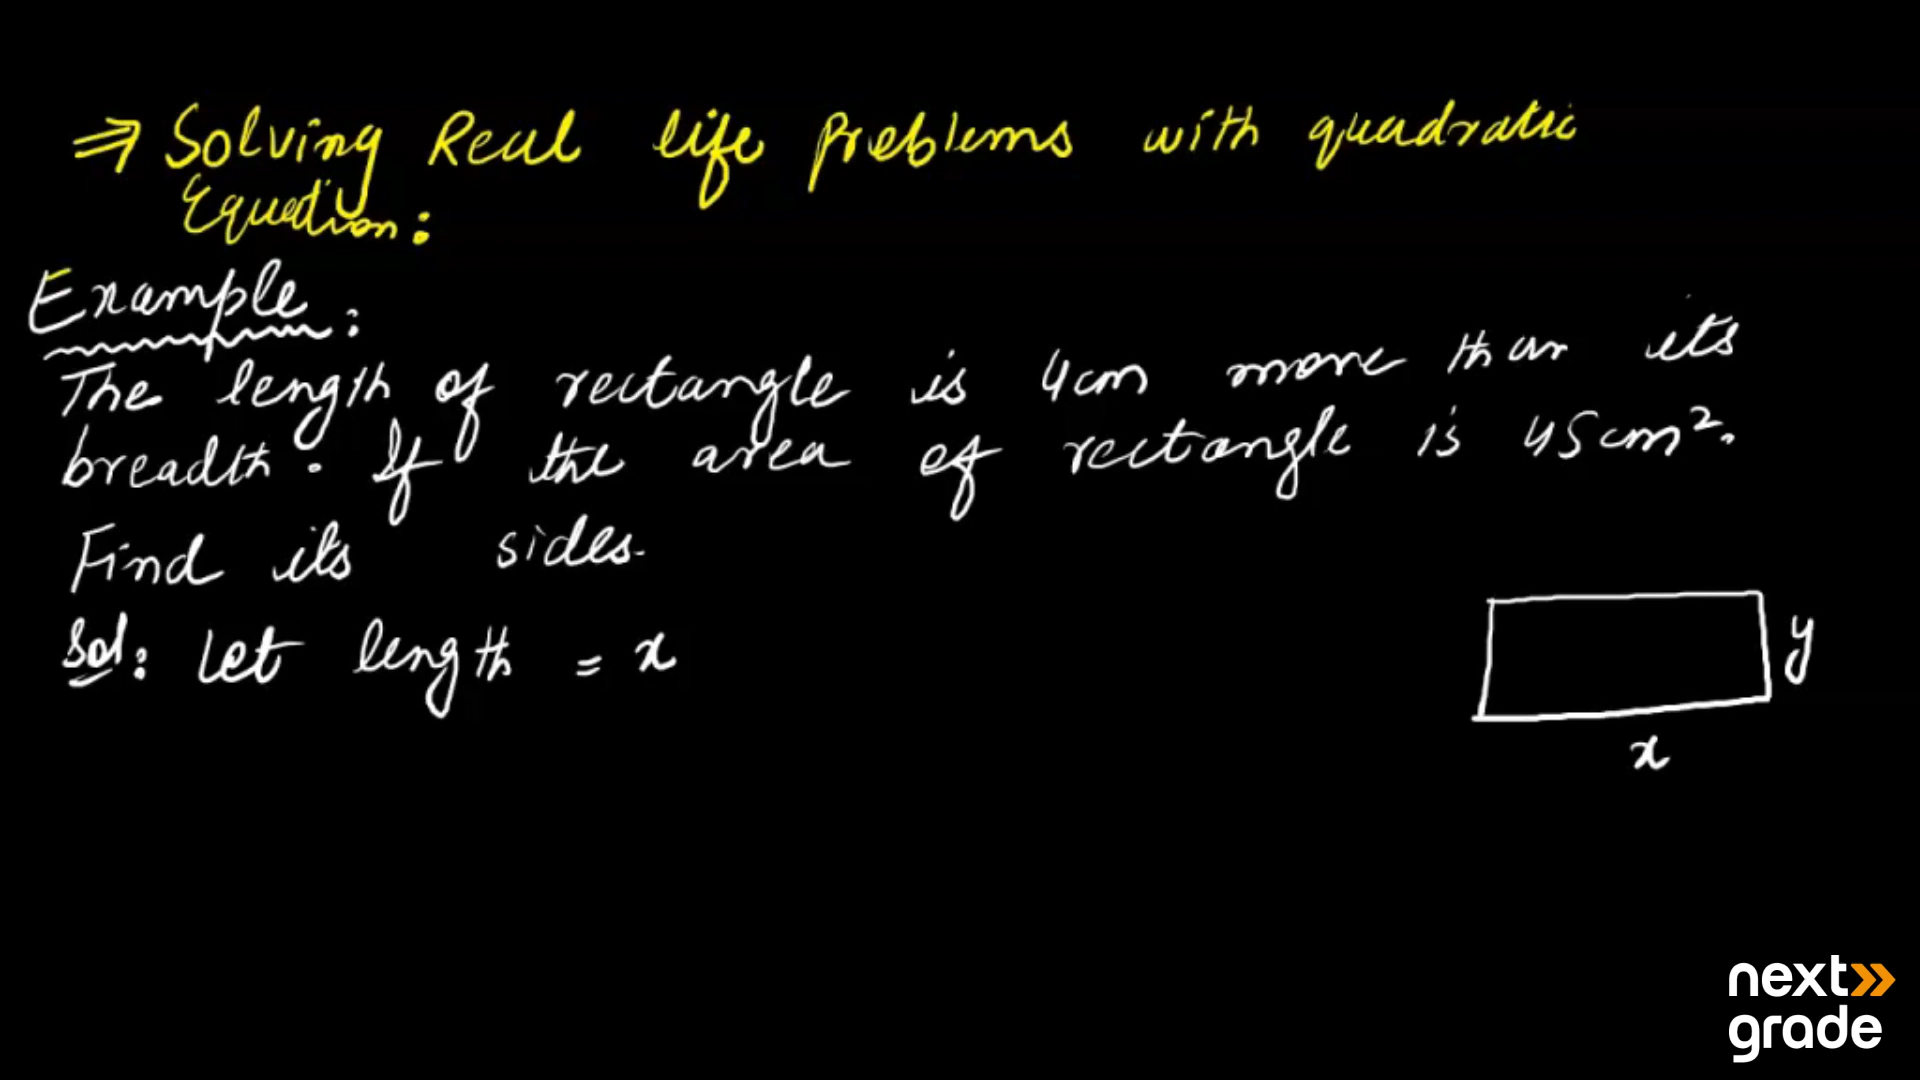 ⇒ Solving Real life Problems with quadratic
Equation:
Example:
The length of rectangle is 4cm more than its
breadth. If the area of rectangle is 45cm².
Find its sides.
Sol: Let length = x
y
x
next
grade